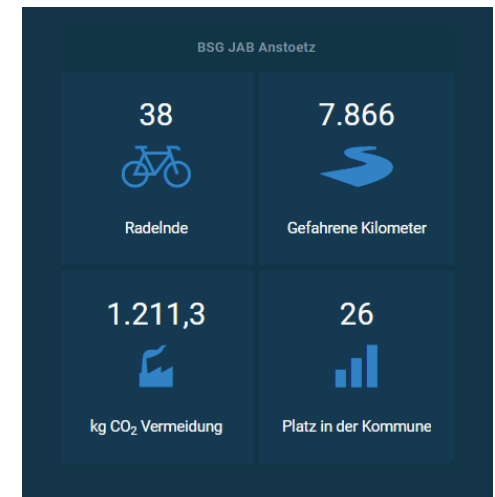 BSG JAB Anstoetz
38
7.866
Radelnde
Gefahrene Kilometer
1.211,3
26
kg CO₂ Vermeidung
Platz in der Kommune